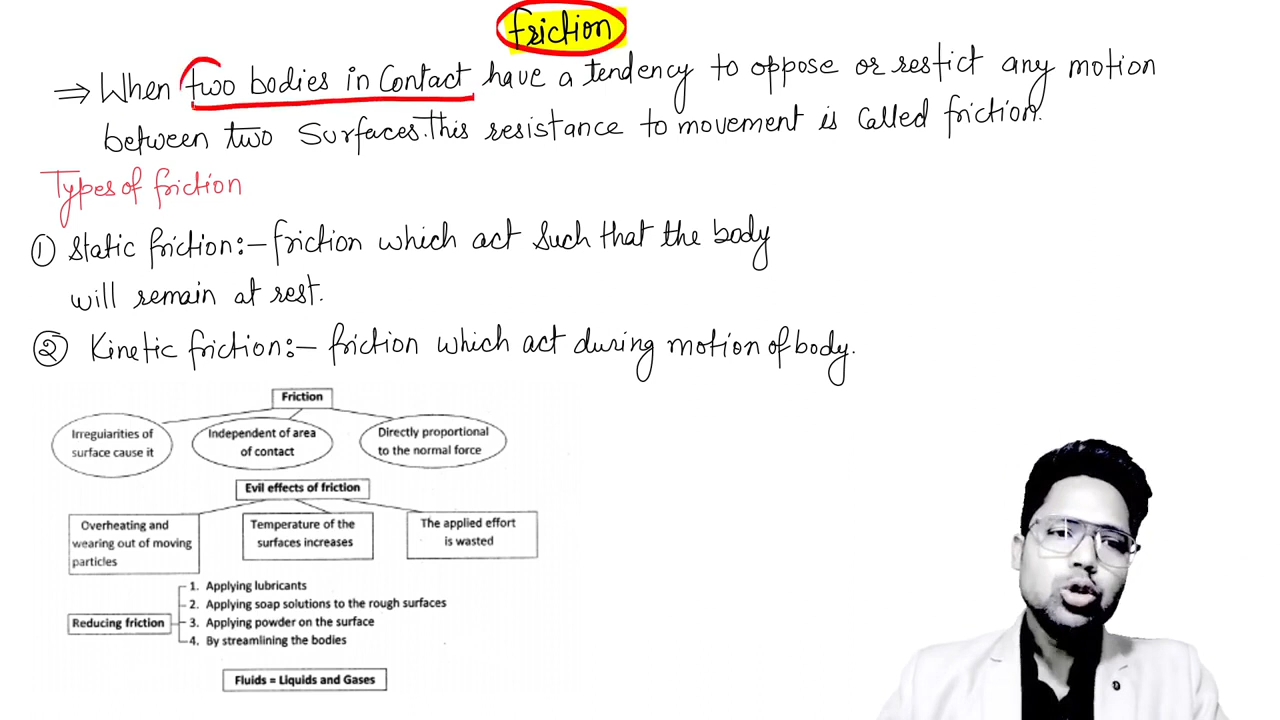 friction
⇒ When two bodies in Contact have a tendency to oppose or restict any motion
between two Surfaces. This resistance to movement is called friction.
Types of friction
① Static friction:- friction which act Such that the body
will remain at rest.
② Kinetic friction:- friction which act during motion of body.
Friction
Irregularities of
surface cause it
Independent of area
of contact
Directly proportional
to the normal force
Evil effects of friction
Overheating and
wearing out of moving
particles
Temperature of the
surfaces increases
The applied effort
is wasted
Reducing friction
1. Applying lubricants
2. Applying soap solutions to the rough surfaces
3. Applying powder on the surface
4. By streamlining the bodies
Fluids = Liquids and Gases